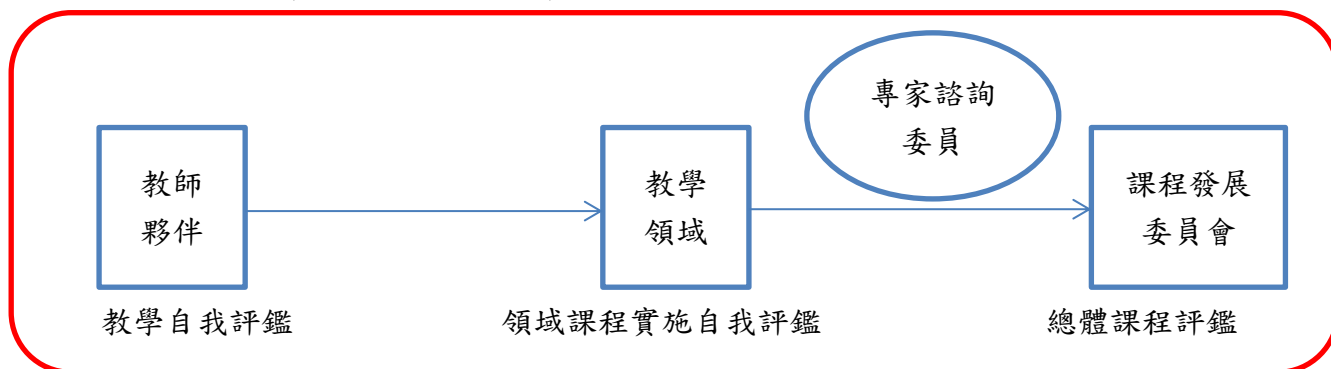 專家諮詢
委員
教師
夥伴
教學
領域
課程發展
委員會
教學自我評鑑
領域課程實施自我評鑑
總體課程評鑑